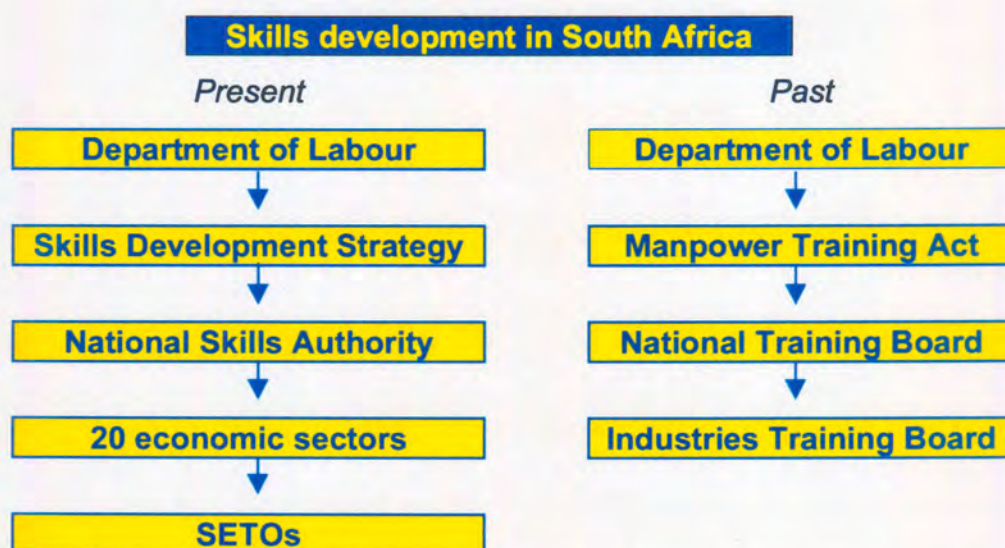 Skills development in South Africa
Present
Past
Department of Labour
Department of Labour
Skills Development Strategy
Manpower Training Act
National Skills Authority
National Training Board
20 economic sectors
Industries Training Board
SETOs